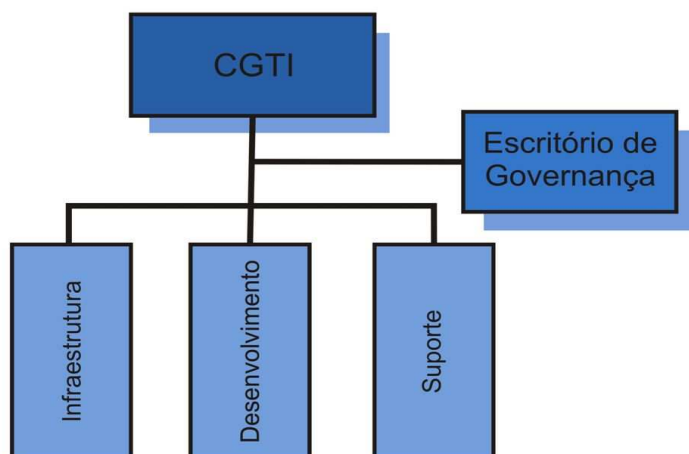 CGTI
Escritório de
Governança
Infraestrutura
Desenvolvimento
Suporte